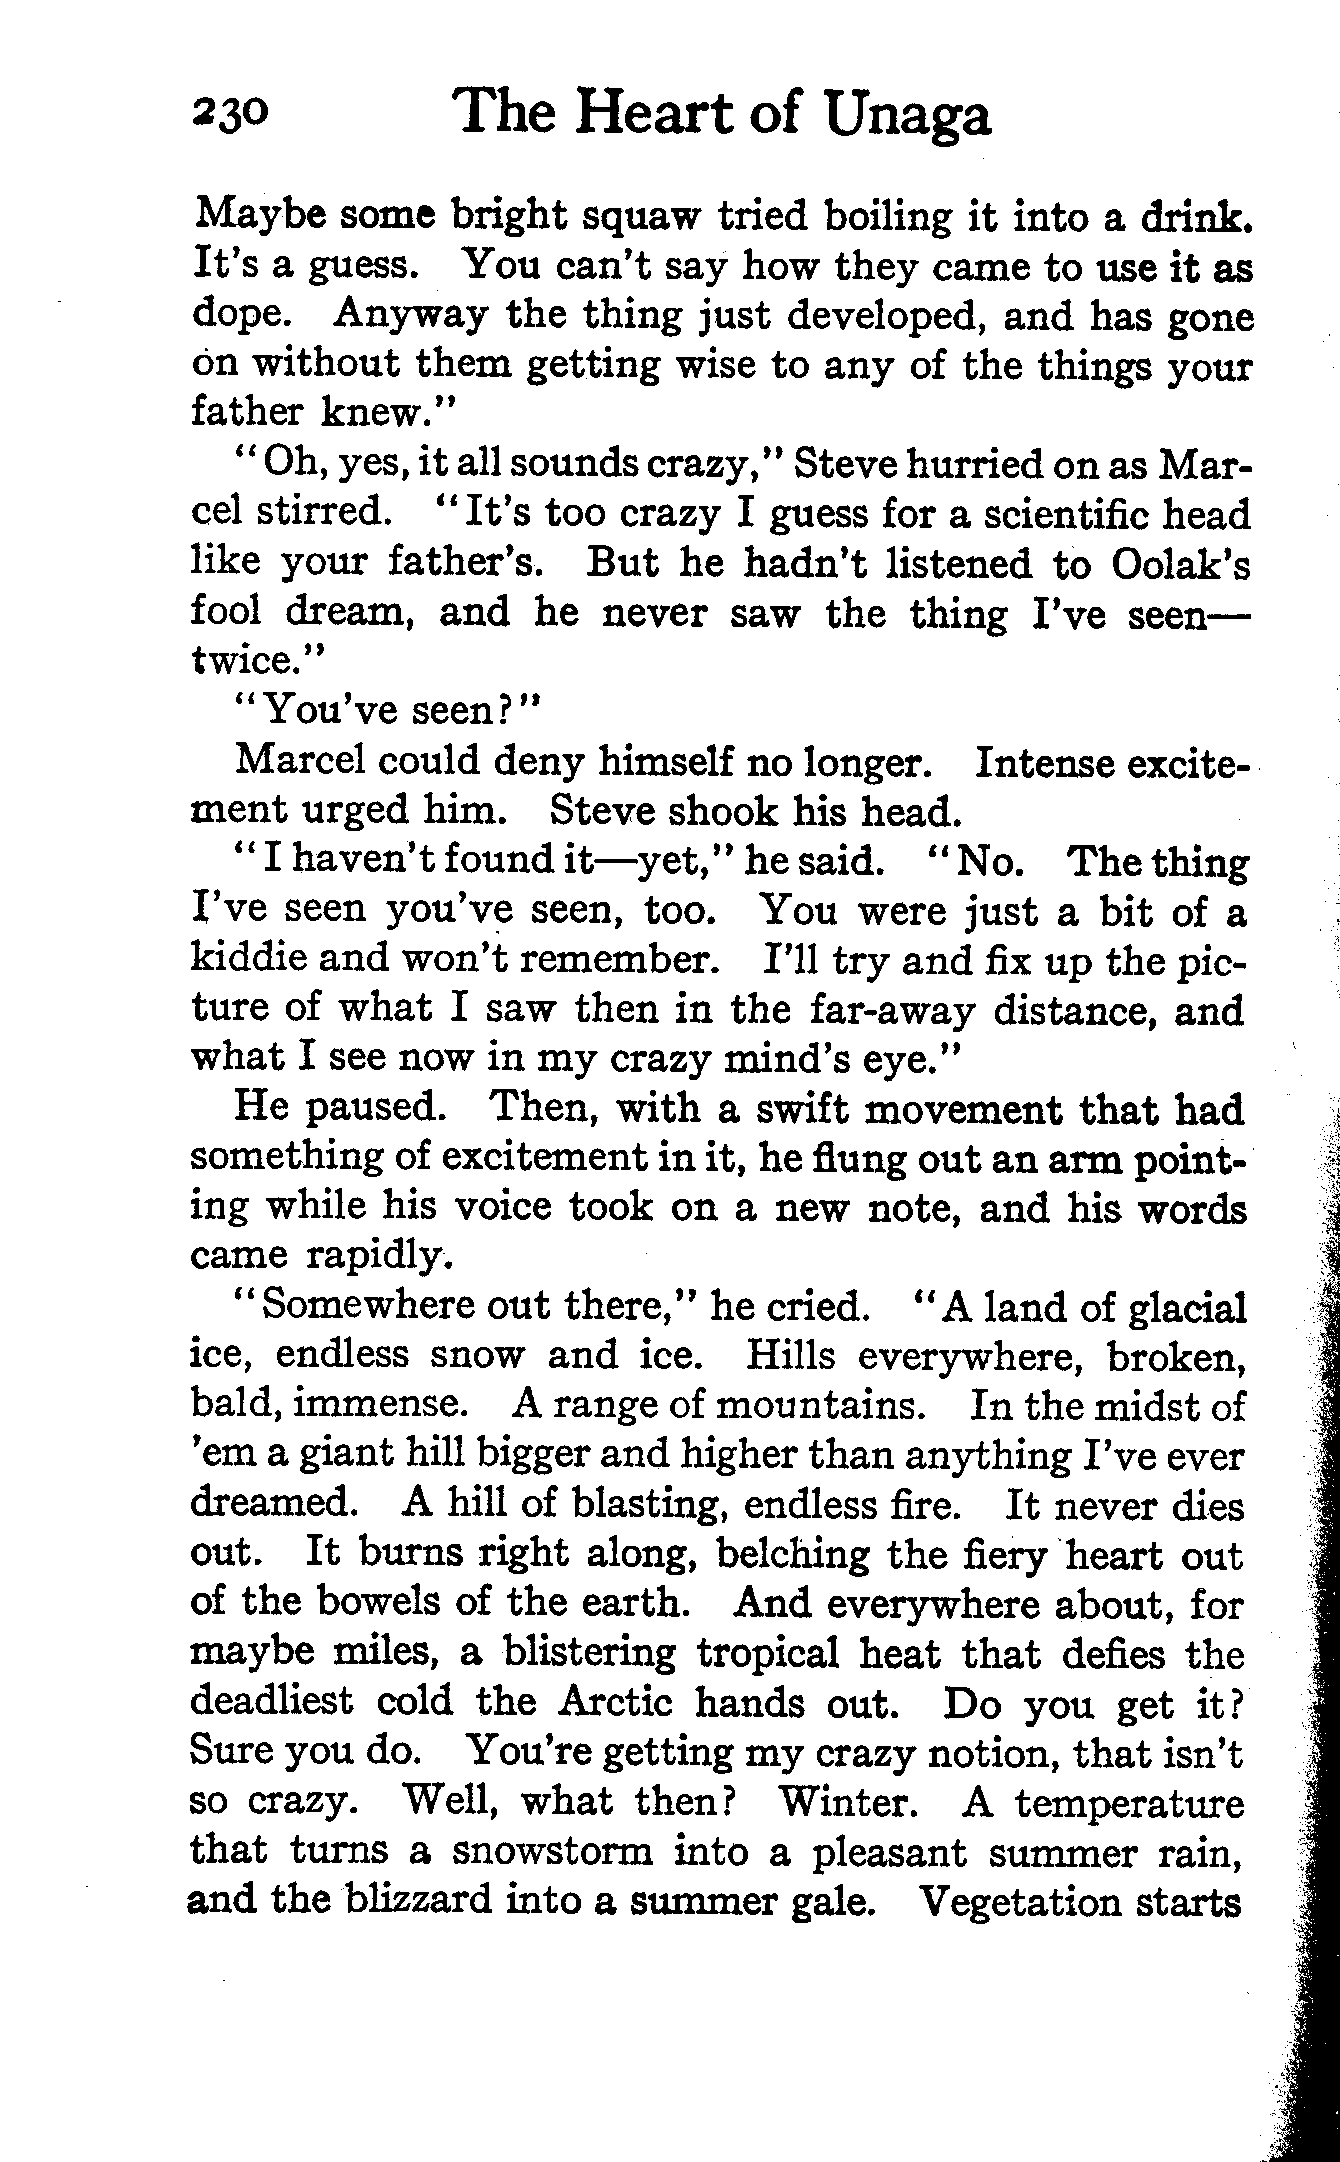 230 The Heart of Unaga
Maybe some bright squaw tried boiling it into a drink.
It's a guess. You can't say how they came to use it as
dope. Anyway the thing just developed, and has gone
on without them getting wise to any of the things your
father knew."
"Oh, yes, it all sounds crazy," Steve hurried on as Mar-
cel stirred. "It's too crazy I guess for a scientific head
like your father's. But he hadn't listened to Oolak's
fool dream, and he never saw the thing I've seen—
twice."
"You've seen?"
Marcel could deny himself no longer. Intense excite-
ment urged him. Steve shook his head.
"I haven't found it—yet," he said. "No. The thing
I've seen you've seen, too. You were just a bit of a
kiddie and won't remember. I'll try and fix up the pic-
ture of what I saw then in the far-away distance, and
what I see now in my crazy mind's eye."
He paused. Then, with a swift movement that had
something of excitement in it, he flung out an arm point-
ing while his voice took on a new note, and his words
came rapidly.
"Somewhere out there," he cried. "A land of glacial
ice, endless snow and ice. Hills everywhere, broken,
bald, immense. A range of mountains. In the midst of
'em a giant hill bigger and higher than anything I've ever
dreamed. A hill of blasting, endless fire. It never dies
out. It burns right along, belching the fiery heart out
of the bowels of the earth. And everywhere about, for
maybe miles, a blistering tropical heat that defies the
deadliest cold the Arctic hands out. Do you get it?
Sure you do. You're getting my crazy notion, that isn't
so crazy. Well, what then? Winter. A temperature
that turns a snowstorm into a pleasant summer rain,
and the blizzard into a summer gale. Vegetation starts